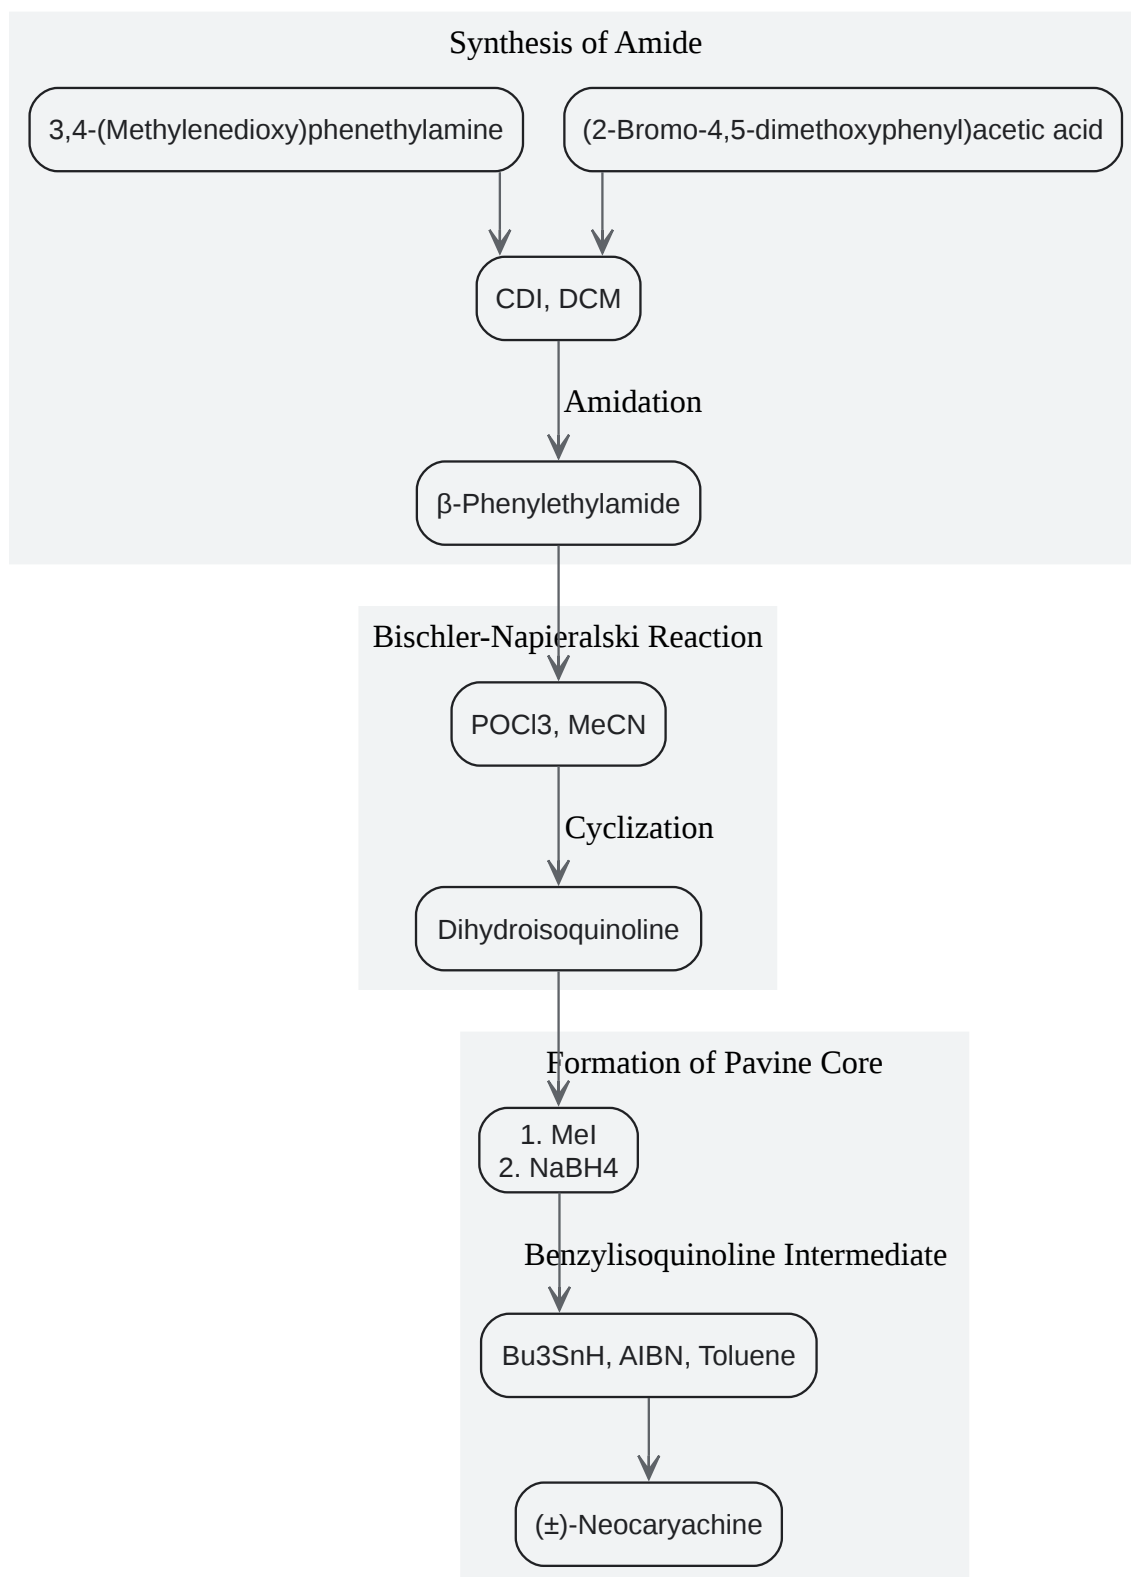 Synthesis of Amide
3,4-(Methylenedioxy)phenethylamine
(2-Bromo-4,5-dimethoxyphenyl)acetic acid
CDI, DCM
Amidation
β-Phenylethylamide
Bischler-Napieralski Reaction
POCl3, MeCN
Cyclization
Dihydroisoquinoline
Formation of Pavine Core
1. MeI
2. NaBH4
Benzylisoquinoline Intermediate
Bu3SnH, AIBN, Toluene
(±)-Neocaryachine